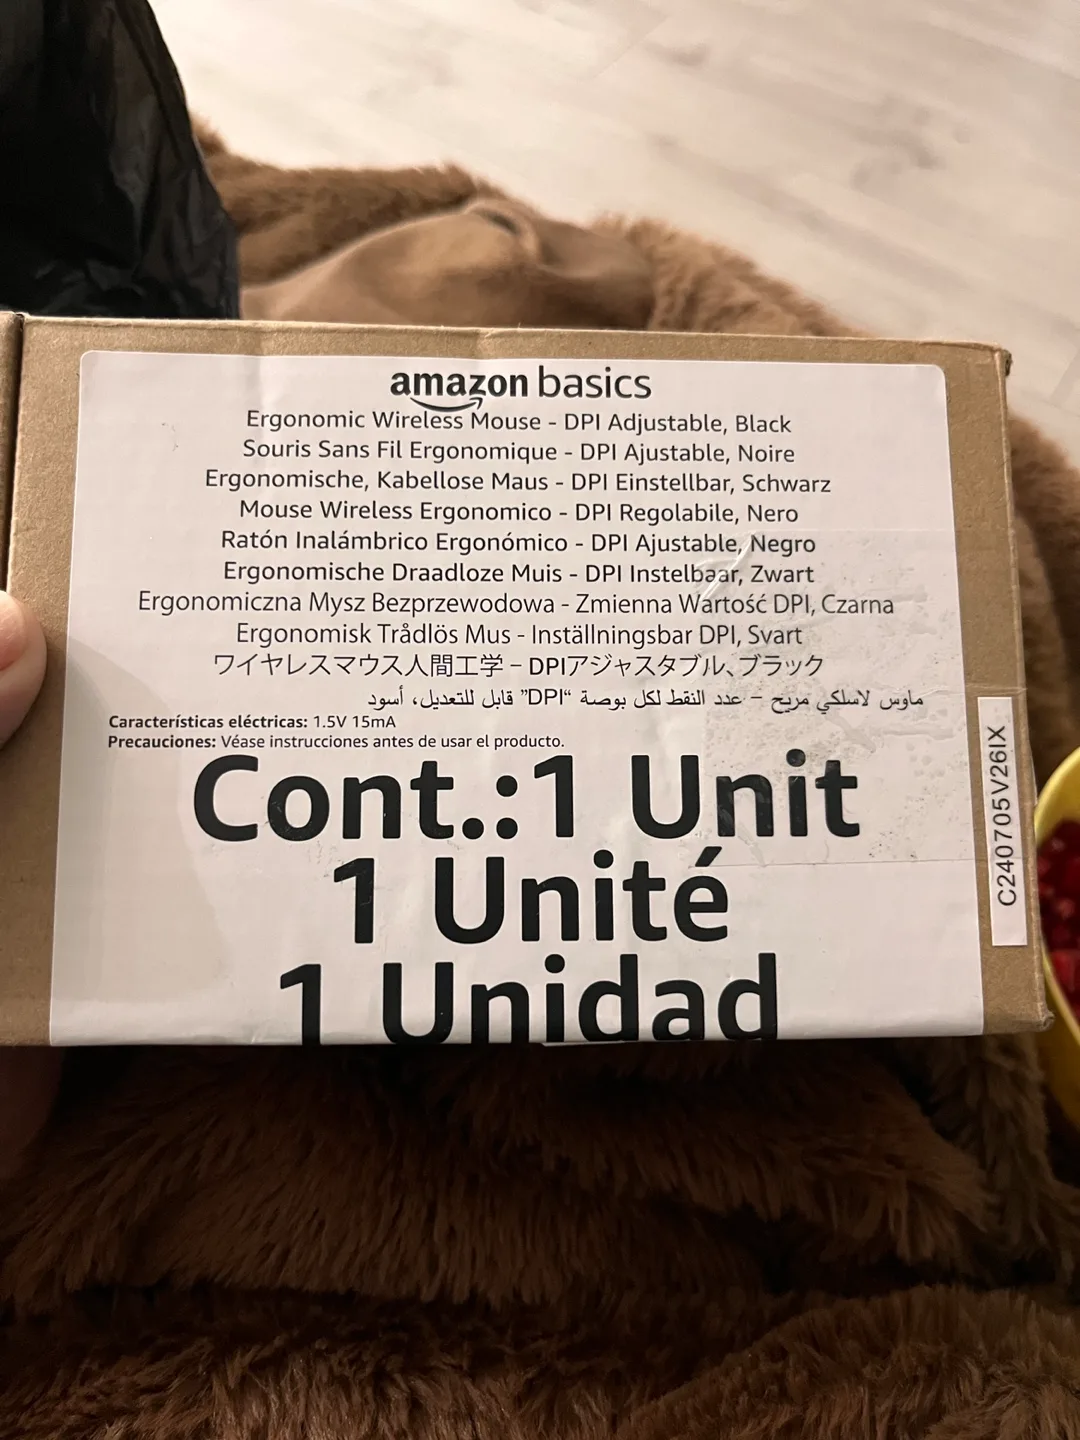 amazon basics
Ergonomic Wireless Mouse - DPI Adjustable, Black
Souris Sans Fil Ergonomique - DPI Ajustable, Noire
Ergonomische, Kabellose Maus - DPI Einstellbar, Schwarz
Mouse Wireless Ergonomico - DPI Regolabile, Nero
Ratón Inalámbrico Ergonómico - DPI Ajustable, Negro
Ergonomische Draadloze Muis - DPI Instelbaar, Zwart
Ergonomiczna Mysz Bezprzewodowa - Zmienna Wartość DPI, Czarna
Ergonomisk Trådlös Mus - Inställningsbar DPI, Svart
ワイヤレスマウス人間工学 – DPIアジャスタブル、ブラック
ماوس لاسلكي مريح – عدد النقط لكل بوصة “DPI” قابل للتعديل، أسود
Características eléctricas: 1.5V 15mA
Precauciones: Véase instrucciones antes de usar el producto.
Cont.:1 Unit
1 Unité
1 Unidad
C240705V26IX